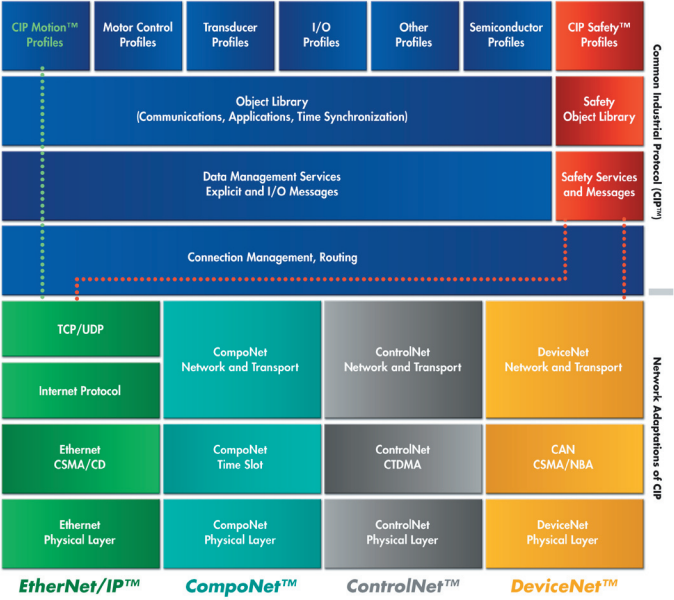 CIP Motion™
Profiles
Motor Control
Profiles
Transducer
Profiles
I/O
Profiles
Other
Profiles
Semiconductor
Profiles
CIP Safety™
Profiles
Object Library
(Communications, Applications, Time Synchronization)
Safety
Object Library
Data Management Services
Explicit and I/O Messages
Safety Services
and Messages
Connection Management, Routing
Common Industrial Protocol (CIP™)
TCP/UDP
Internet Protocol
CompoNet
Network and Transport
ControlNet
Network and Transport
DeviceNet
Network and Transport
Ethernet
CSMA/CD
CompoNet
Time Slot
ControlNet
CTDMA
CAN
CSMA/NBA
Ethernet
Physical Layer
CompoNet
Physical Layer
ControlNet
Physical Layer
DeviceNet
Physical Layer
Network Adaptations of CIP
EtherNet/IP™
CompoNet™
ControlNet™
DeviceNet™